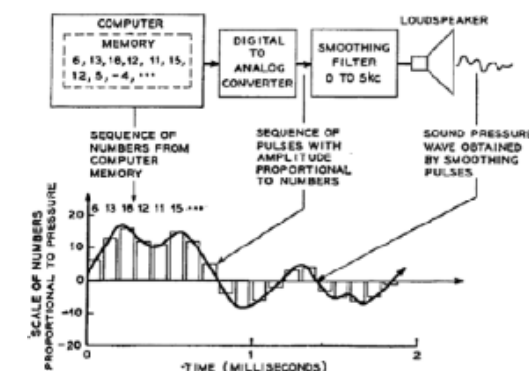 COMPUTER
MEMORY
6, 13, 18, 12, 11, 15,
12, 5, -4, ···
DIGITAL
TO
ANALOG
CONVERTER
SMOOTHING
FILTER
0 TO 5kc
LOUDSPEAKER
SEQUENCE OF
NUMBERS FROM
COMPUTER
MEMORY
SEQUENCE OF
PULSES WITH
AMPLITUDE
PROPORTIONAL
TO NUMBERS
SOUND PRESSURE
WAVE OBTAINED
BY SMOOTHING
PULSES
6 13 18 12 11 15 ····
SCALE OF NUMBERS
PROPORTIONAL TO PRESSURE
20
10
0
-10
-20
0
1
2
TIME (MILLISECONDS)